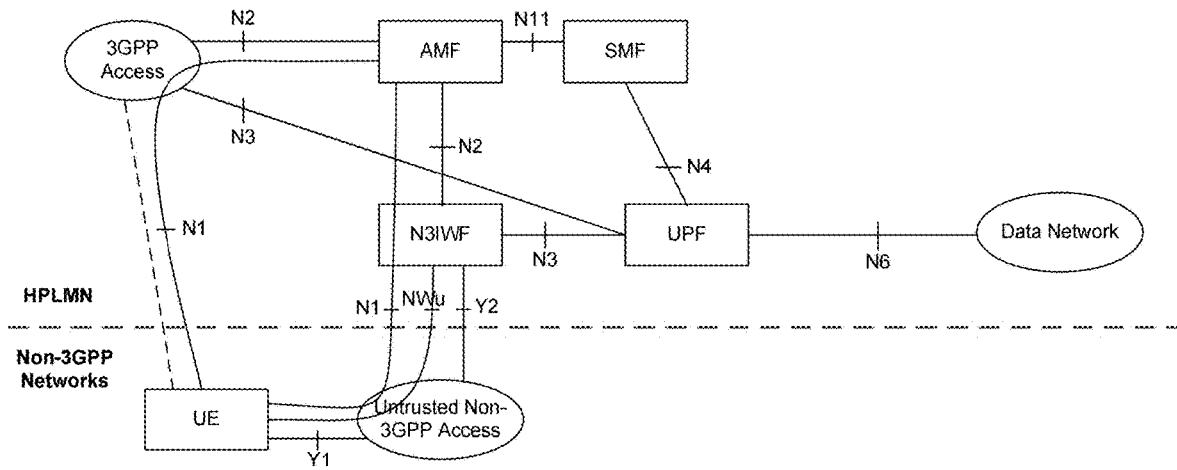 N2
N11
3GPP
Access
AMF
SMF
N3
N2
N4
N1
N3IWF
UPF
Data Network
N3
N6
HPLMN
N1
NWu
Y2
Non-3GPP
Networks
UE
Untrusted Non-
3GPP Access
Y1